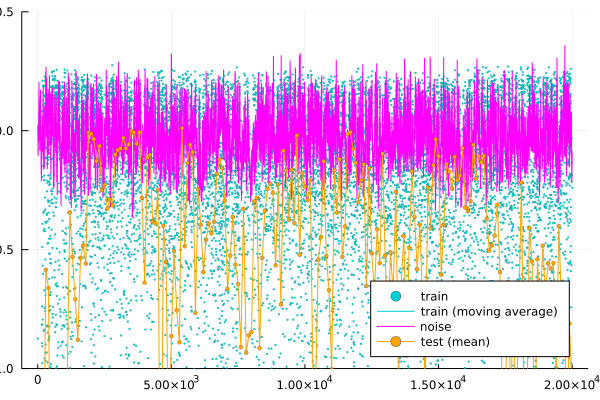 0.5
0.0
0.5
1.0
train
train (moving average)
noise
test (mean)
0
5.00×10³
1.00×10⁴
1.50×10⁴
2.00×10⁴